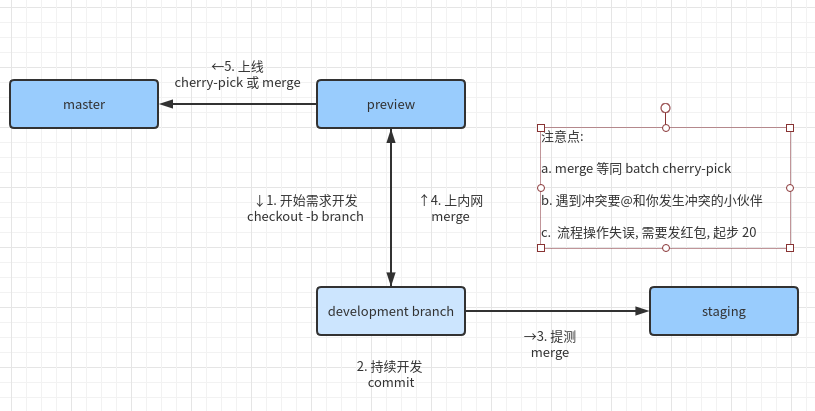 ←5. 上线
cherry-pick 或 merge
master
preview
注意点:
a. merge 等同 batch cherry-pick
b. 遇到冲突要@和你发生冲突的小伙伴
c. 流程操作失误, 需要发红包, 起步 20
↓1. 开始需求开发
checkout -b branch
↑4. 上内网
merge
development branch
staging
→3. 提测
merge
2. 持续开发
commit